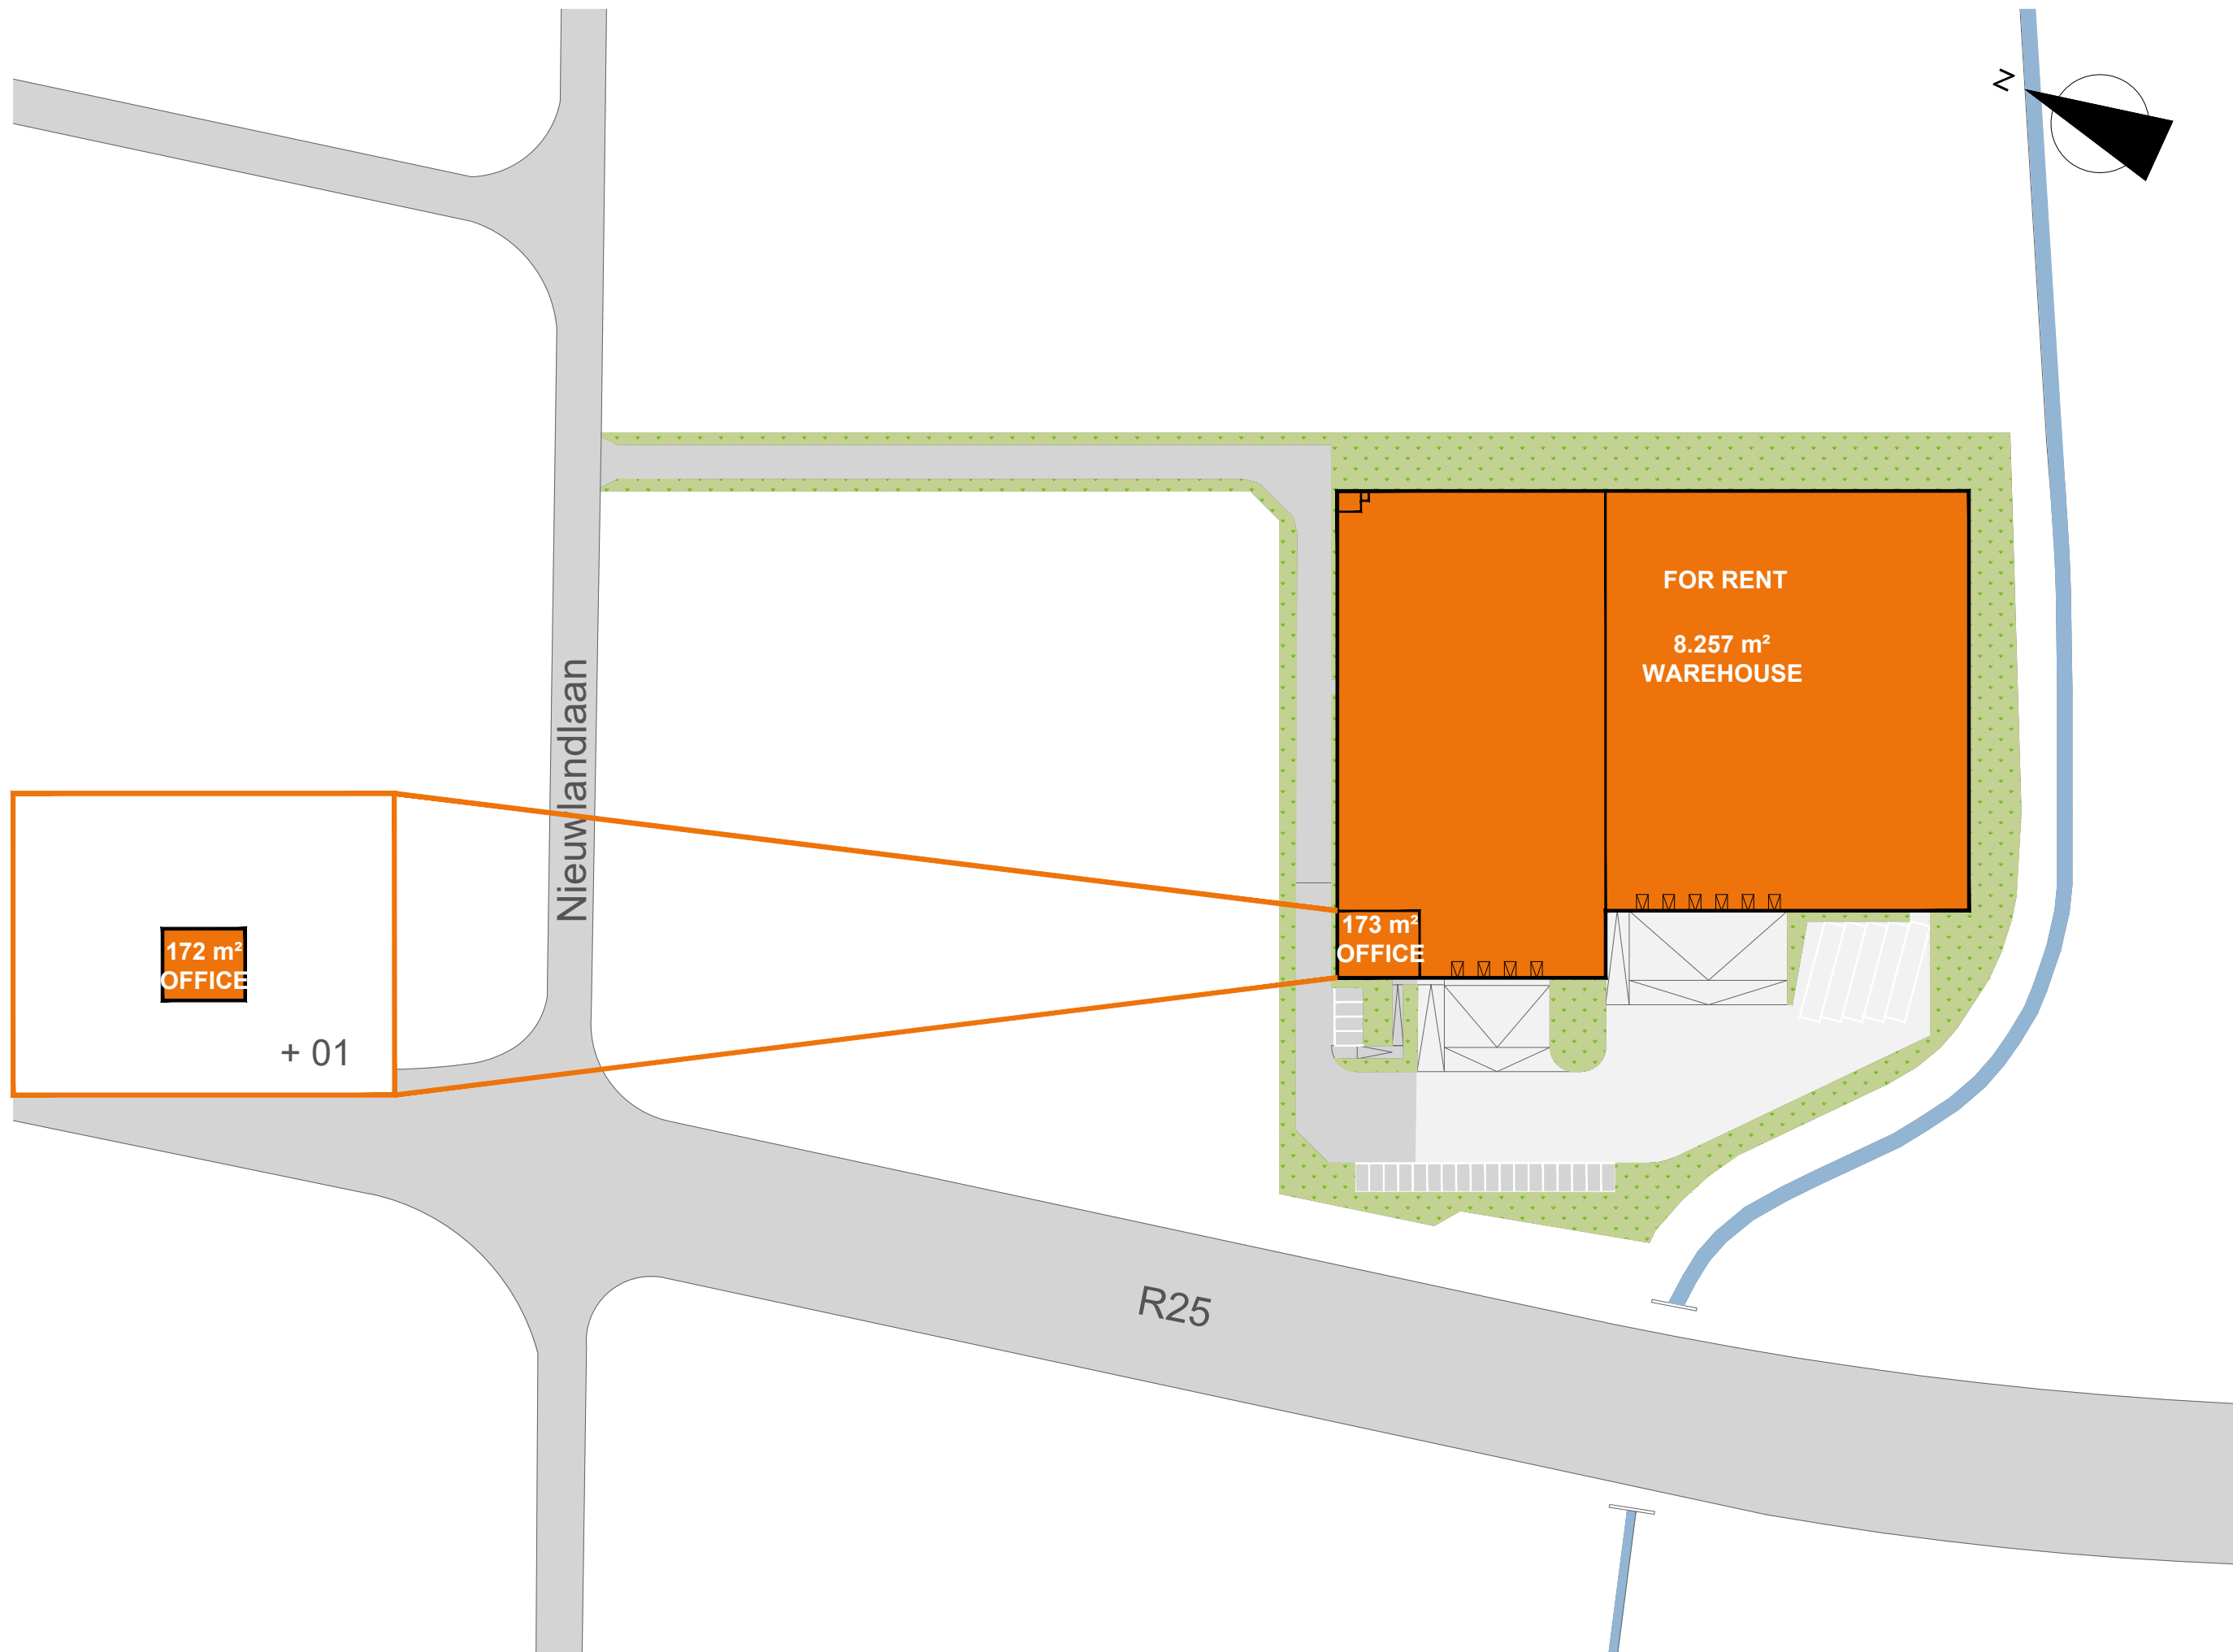 N
FOR RENT
8.257 m²
WAREHOUSE
Nieuwlandlaan
173 m²
OFFICE
172 m²
OFFICE
+ 01
R25